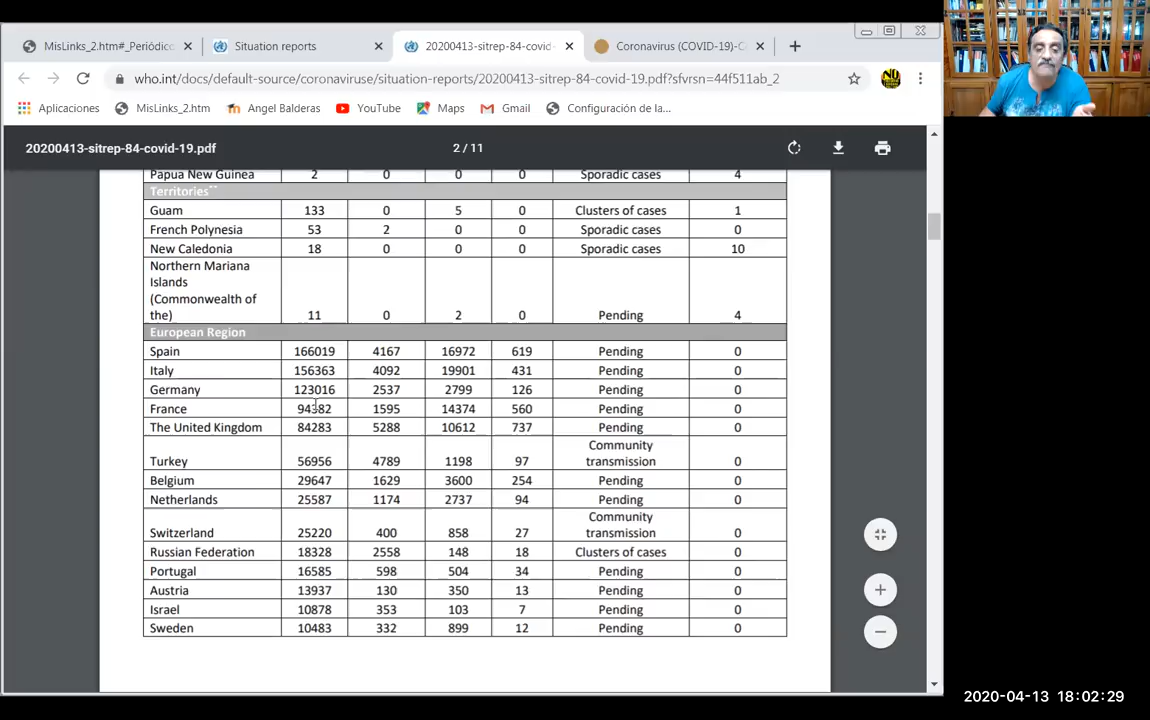 MisLinks_2.htm#_Periódic
Situation reports
20200413-sitrep-84-covid-
Coronavirus (COVID-19)-C
who.int/docs/default-source/coronaviruse/situation-reports/20200413-sitrep-84-covid-19.pdf?sfvrsn=44f511ab_2
Aplicaciones MisLinks_2.htm Angel Balderas YouTube Maps Gmail Configuración de la...
20200413-sitrep-84-covid-19.pdf 2 / 11
Papua New Guinea 2 0 0 0 Sporadic cases 4
Territories**
Guam 133 0 5 0 Clusters of cases 1
French Polynesia 53 2 0 0 Sporadic cases 0
New Caledonia 18 0 0 0 Sporadic cases 10
Northern Mariana
Islands
(Commonwealth of
the) 11 0 2 0 Pending 4
European Region
Spain 166019 4167 16972 619 Pending 0
Italy 156363 4092 19901 431 Pending 0
Germany 123016 2537 2799 126 Pending 0
France 94382 1595 14374 560 Pending 0
The United Kingdom 84283 5288 10612 737 Pending 0
Community
Turkey 56956 4789 1198 97 transmission 0
Belgium 29647 1629 3600 254 Pending 0
Netherlands 25587 1174 2737 94 Pending 0
Community
Switzerland 25220 400 858 27 transmission 0
Russian Federation 18328 2558 148 18 Clusters of cases 0
Portugal 16585 598 504 34 Pending 0
Austria 13937 130 350 13 Pending 0
Israel 10878 353 103 7 Pending 0
Sweden 10483 332 899 12 Pending 0
2020-04-13 18:02:29